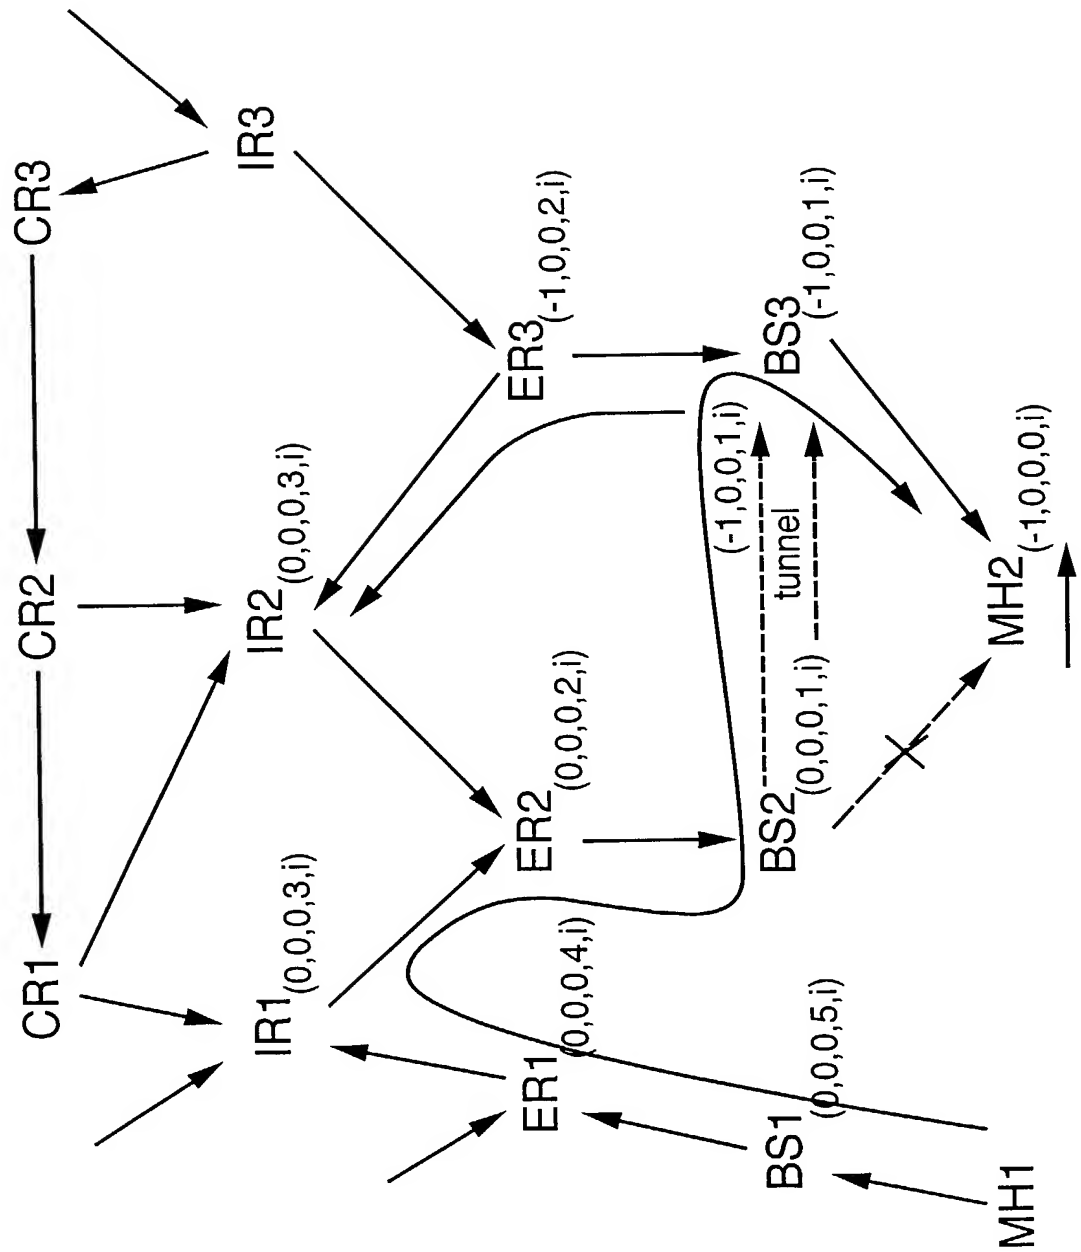 CR1
CR2
CR3
IR1(0,0,0,3,i)
IR2(0,0,0,3,i)
IR3
ER1(0,0,0,4,i)
ER2(0,0,0,2,i)
ER3(-1,0,0,2,i)
(-1,0,0,1,i)
tunnel
BS1(0,0,0,5,i)
BS2(0,0,0,1,i)
BS3(-1,0,0,1,i)
MH1
MH2(-1,0,0,0,i)